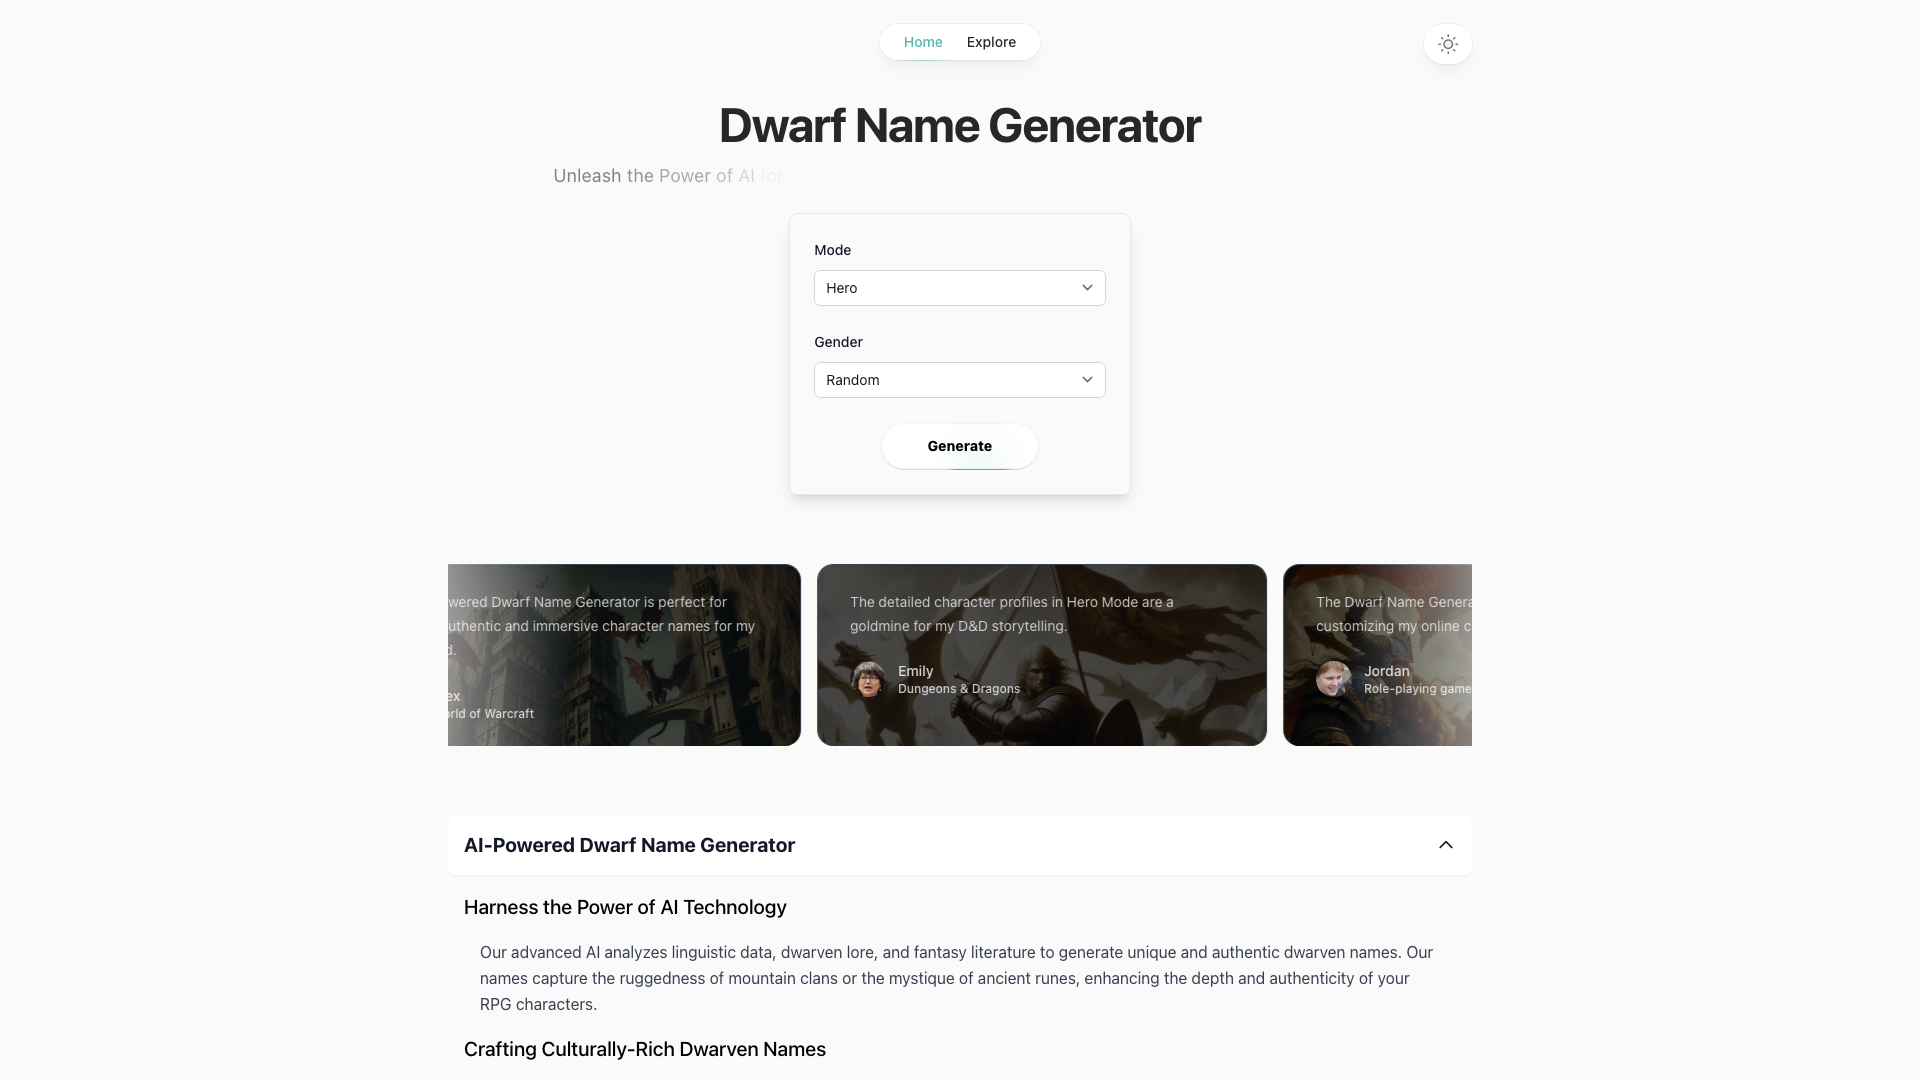 Home
Explore
Dwarf Name Generator
Unleash the Power of AI for
Mode
Hero
Gender
Random
Generate
wered Dwarf Name Generator is perfect for
uthentic and immersive character names for my
d.
ex
orld of Warcraft
The detailed character profiles in Hero Mode are a
goldmine for my D&D storytelling.
Emily
Dungeons & Dragons
The Dwarf Name Genera
customizing my online c
Jordan
Role-playing game
AI-Powered Dwarf Name Generator
Harness the Power of AI Technology
Our advanced AI analyzes linguistic data, dwarven lore, and fantasy literature to generate unique and authentic dwarven names. Our
names capture the ruggedness of mountain clans or the mystique of ancient runes, enhancing the depth and authenticity of your
RPG characters.
Crafting Culturally-Rich Dwarven Names